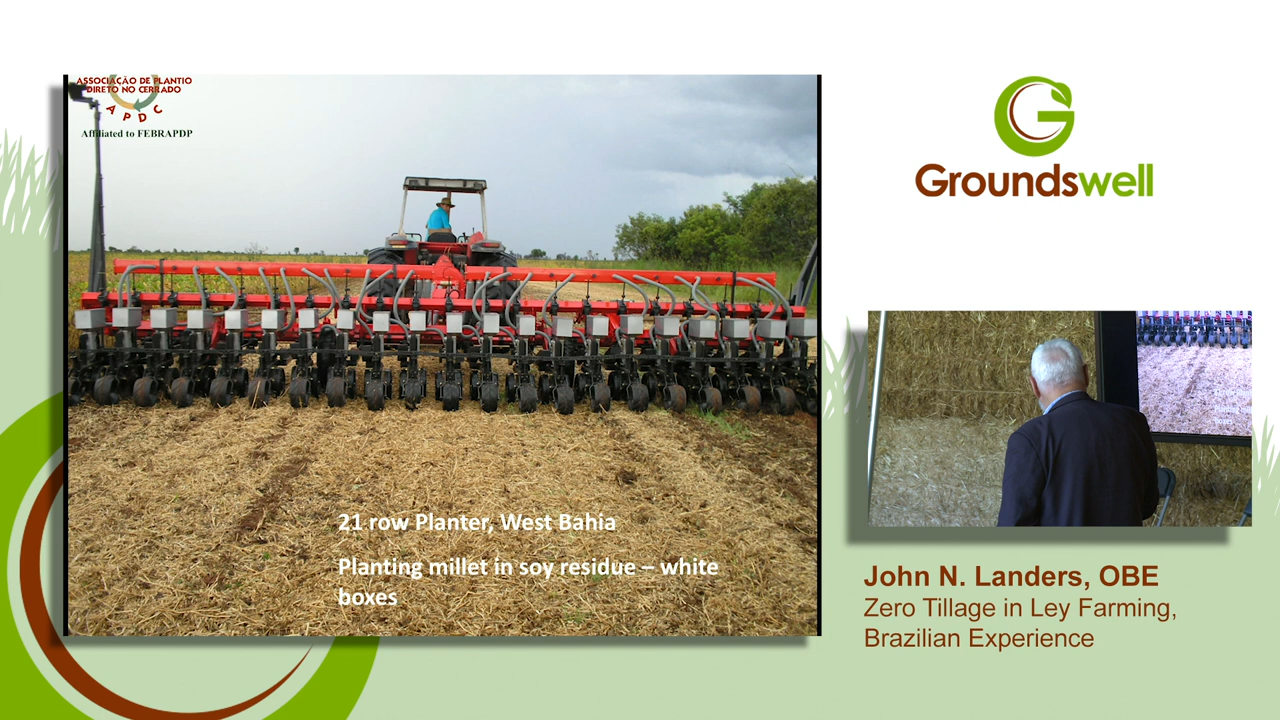 ASSOCIAÇÃO DE PLANTIO
DIRETO NO CERRADO
APDC
Affiliated to FEBRAPDP
21 row Planter, West Bahia
Planting millet in soy residue – white
boxes
Groundswell
John N. Landers, OBE
Zero Tillage in Ley Farming,
Brazilian Experience